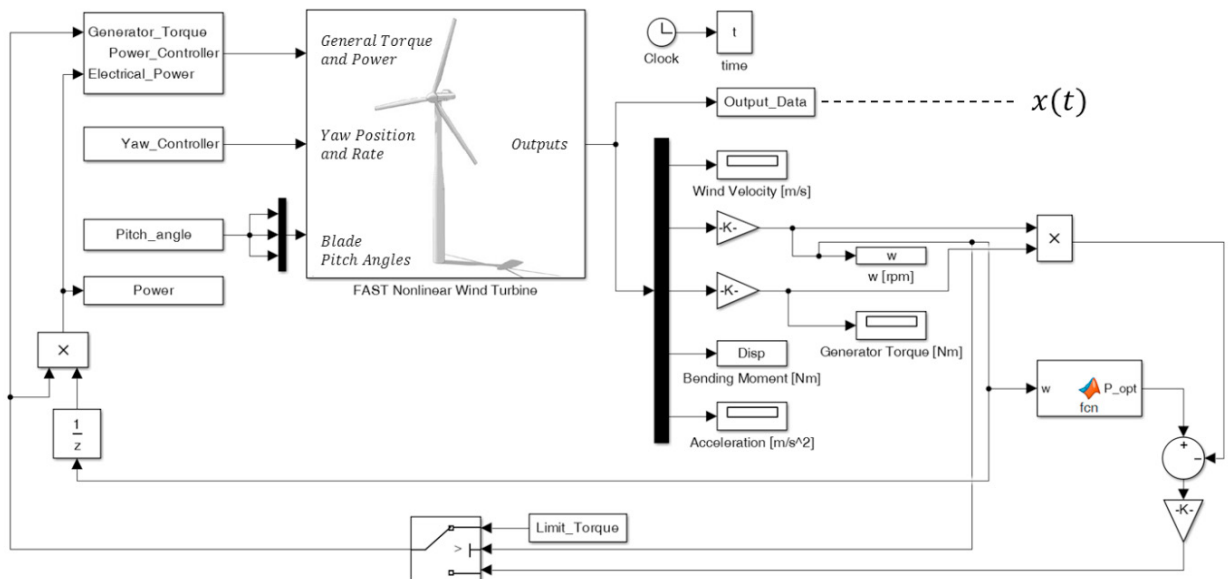 Generator_Torque
Power_Controller
Electrical_Power
Yaw_Controller
Pitch_angle
Power
×
1
z
General Torque
and Power
Yaw Position
and Rate
Blade
Pitch Angles
Outputs
FAST Nonlinear Wind Turbine
Clock
t
time
Output_Data
x(t)
Wind Velocity [m/s]
-K-
w
w [rpm]
×
-K-
Generator Torque [Nm]
Disp
Bending Moment [Nm]
Acceleration [m/s^2]
w
P_opt
fcn
+
−
-K-
Limit_Torque
>